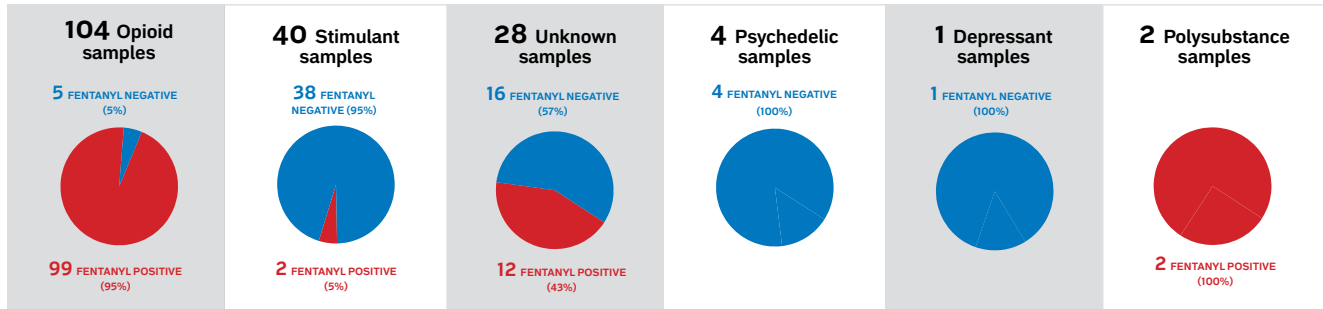 104 Opioid
samples
5 FENTANYL NEGATIVE
(5%)
99 FENTANYL POSITIVE
(95%)
40 Stimulant
samples
38 FENTANYL
NEGATIVE (95%)
2 FENTANYL POSITIVE
(5%)
28 Unknown
samples
16 FENTANYL NEGATIVE
(57%)
12 FENTANYL POSITIVE
(43%)
4 Psychedelic
samples
4 FENTANYL NEGATIVE
(100%)
1 Depressant
samples
1 FENTANYL NEGATIVE
(100%)
2 Polysubstance
samples
2 FENTANYL POSITIVE
(100%)